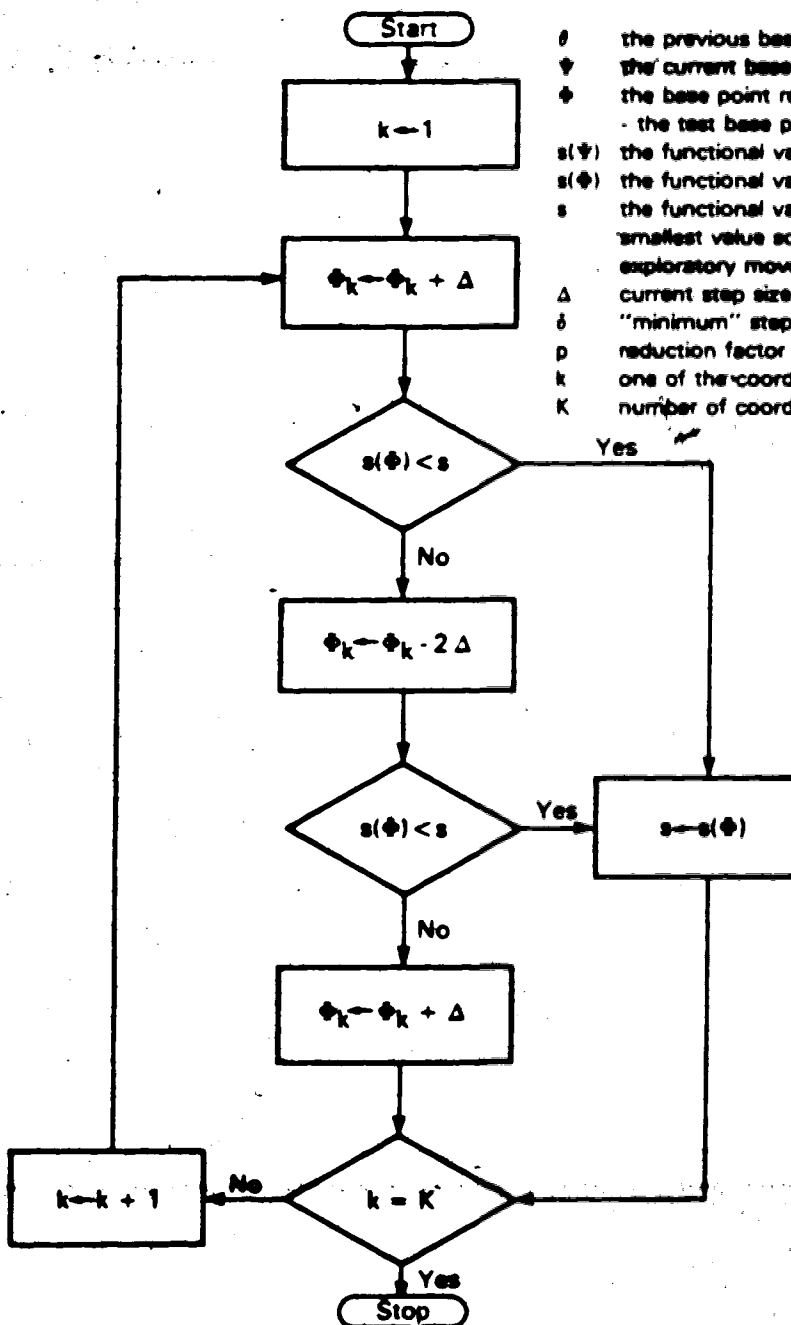 Start
θ the previous bas
Ψ the current base
Φ the base point r
- the test base p
s(Ψ) the functional va
s(Φ) the functional va
s the functional va
smallest value so
exploratory move
Δ current step size
δ "minimum" step
p reduction factor
k one of the coord
K number of coord
k←1
Φk←Φk + Δ
s(Φ) < s
Yes
No
Φk←Φk - 2 Δ
s(Φ) < s
Yes
s←s(Φ)
No
Φk←Φk + Δ
k←k + 1
No
k = K
Yes
Stop